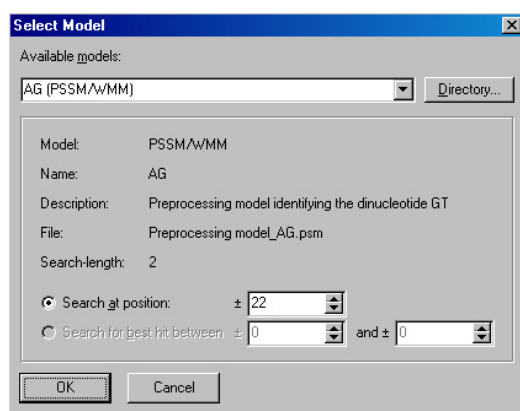 Select Model
Available models:
AG (PSSM/WMM)
Directory...
Model: PSSM/WMM
Name: AG
Description: Preprocessing model identifying the dinucleotide GT
File: Preprocessing model_AG.psm
Search-length: 2
Search at position: ± 22
Search for best hit between ± 0 and ± 0
OK Cancel